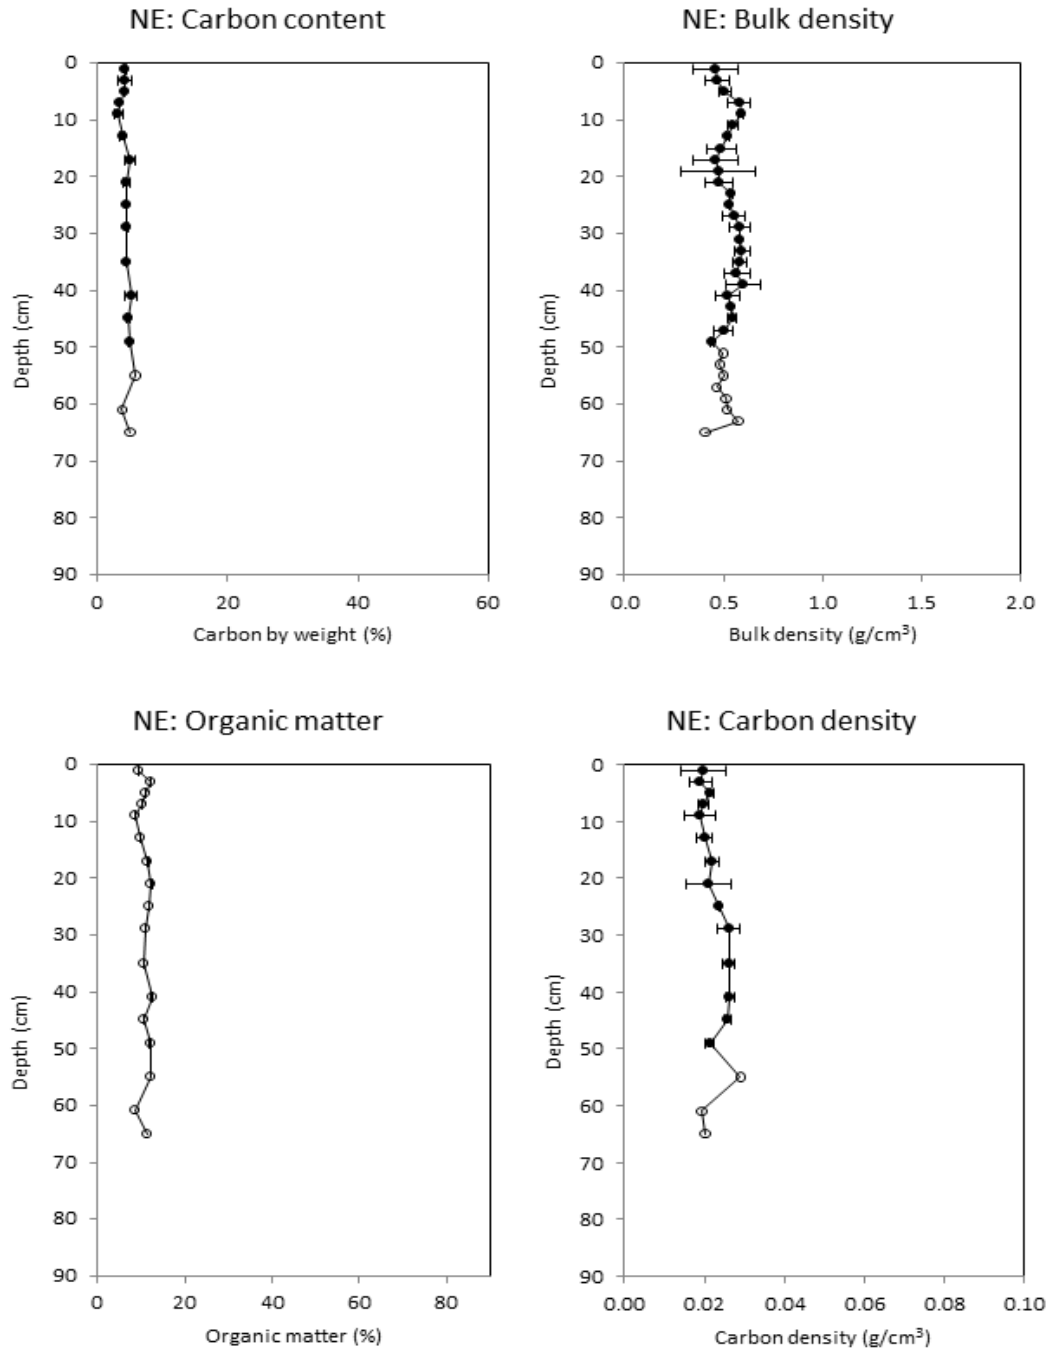 NE: Carbon content
0
10
20
30
40
50
60
70
80
90
Depth (cm)
0 20 40 60
Carbon by weight (%)
NE: Bulk density
0
10
20
30
40
50
60
70
80
90
Depth (cm)
0.0 0.5 1.0 1.5 2.0
Bulk density (g/cm³)
NE: Organic matter
0
10
20
30
40
50
60
70
80
90
Depth (cm)
0 20 40 60 80
Organic matter (%)
NE: Carbon density
0
10
20
30
40
50
60
70
80
90
Depth (cm)
0.00 0.02 0.04 0.06 0.08 0.10
Carbon density (g/cm³)